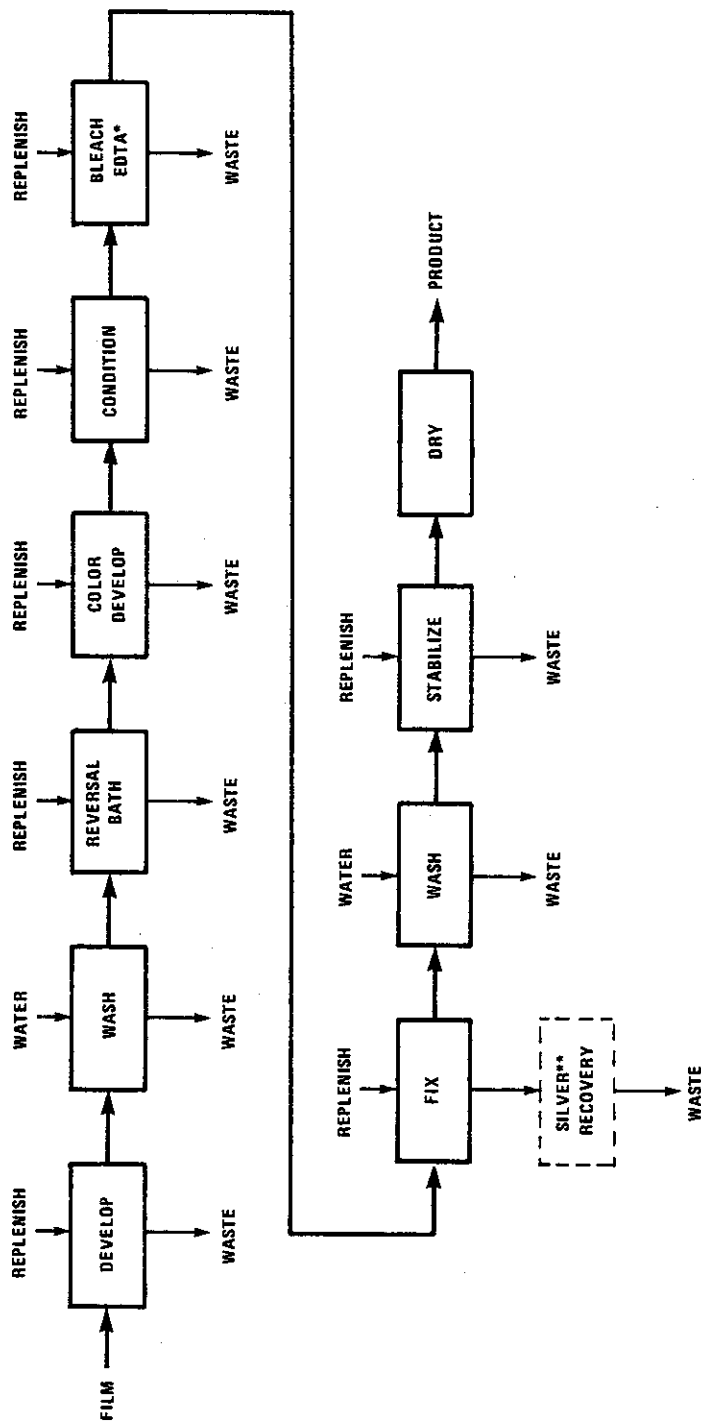 REPLENISH
WATER
REPLENISH
REPLENISH
REPLENISH
REPLENISH
FILM
DEVELOP
WASH
REVERSAL
BATH
COLOR
DEVELOP
CONDITION
BLEACH
EDTA*
WASTE
WASTE
WASTE
WASTE
WASTE
WASTE
REPLENISH
WATER
REPLENISH
FIX
WASH
STABILIZE
DRY
PRODUCT
SILVER**
RECOVERY
WASTE
WASTE
WASTE